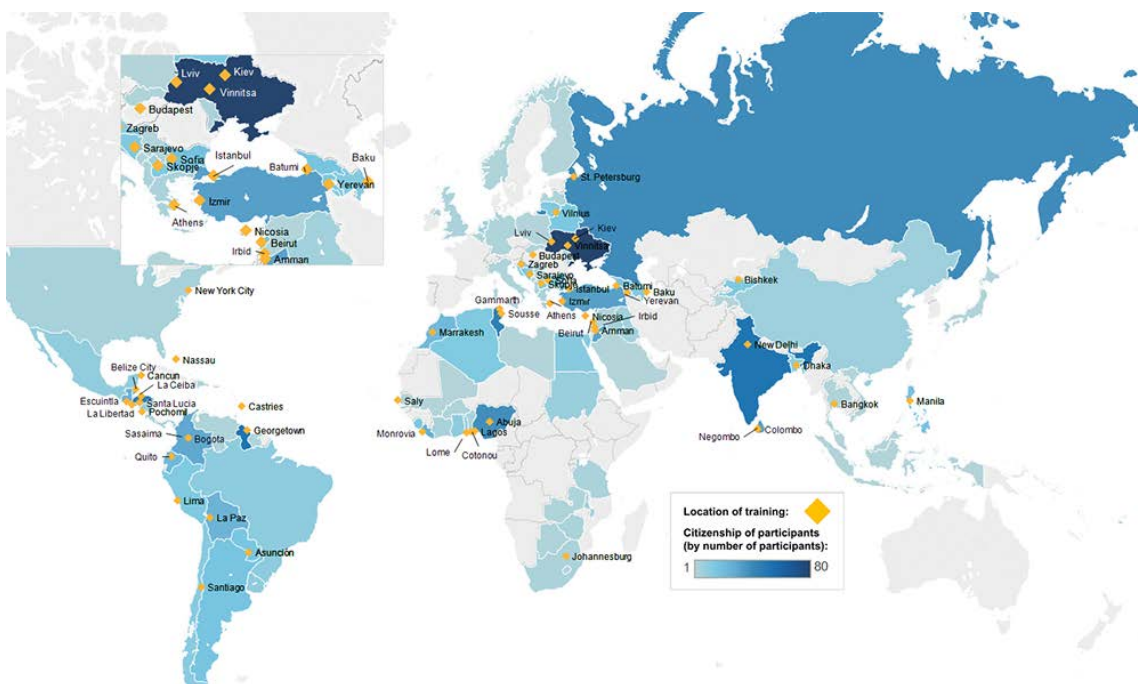 Lviv
Kiev
Vinnitsa
Budapest
Zagreb
Sarajevo
Sofia
Skopje
Istanbul
Batumi
Baku
Yerevan
Izmir
Athens
Nicosia
Beirut
Irbid
Amman
New York City
Nassau
Belize City
Cancun
La Ceiba
Escuintla
Santa Lucia
La Libertad
Pochomil
Castries
Sasaima
Bogota
Georgetown
Quito
Lima
La Paz
Asunción
Santiago
St. Petersburg
Vilnius
Lviv
Kiev
Vinnitsa
Budapest
Zagreb
Sarajevo
Sofia
Skopje
Istanbul
Batumi
Baku
Yerevan
Gammarth
Sousse
Athens
Izmir
Nicosia
Irbid
Beirut
Amman
Marrakesh
Saly
Monrovia
Abuja
Lagos
Lome
Cotonou
Johannesburg
Bishkek
New Delhi
Dhaka
Bangkok
Manila
Negombo
Colombo
Location of training:
Citizenship of participants
(by number of participants):
1
80